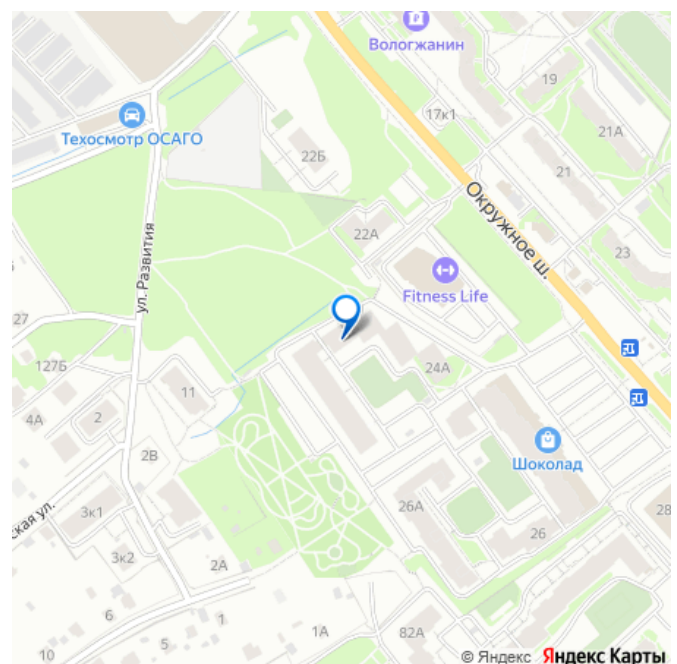 Вологжанин
19
17к1
21А
Техосмотр ОСАГО
22Б
21
Окружное ш.
22А
23
ул. Развития
Fitness Life
27
127Б
24А
11
4А
2
Шоколад
2В
26А
3к1
28
ская ул.
26
3к2
2А
6
5
1
1А
82А
10
© Яндекс Яндекс Карты